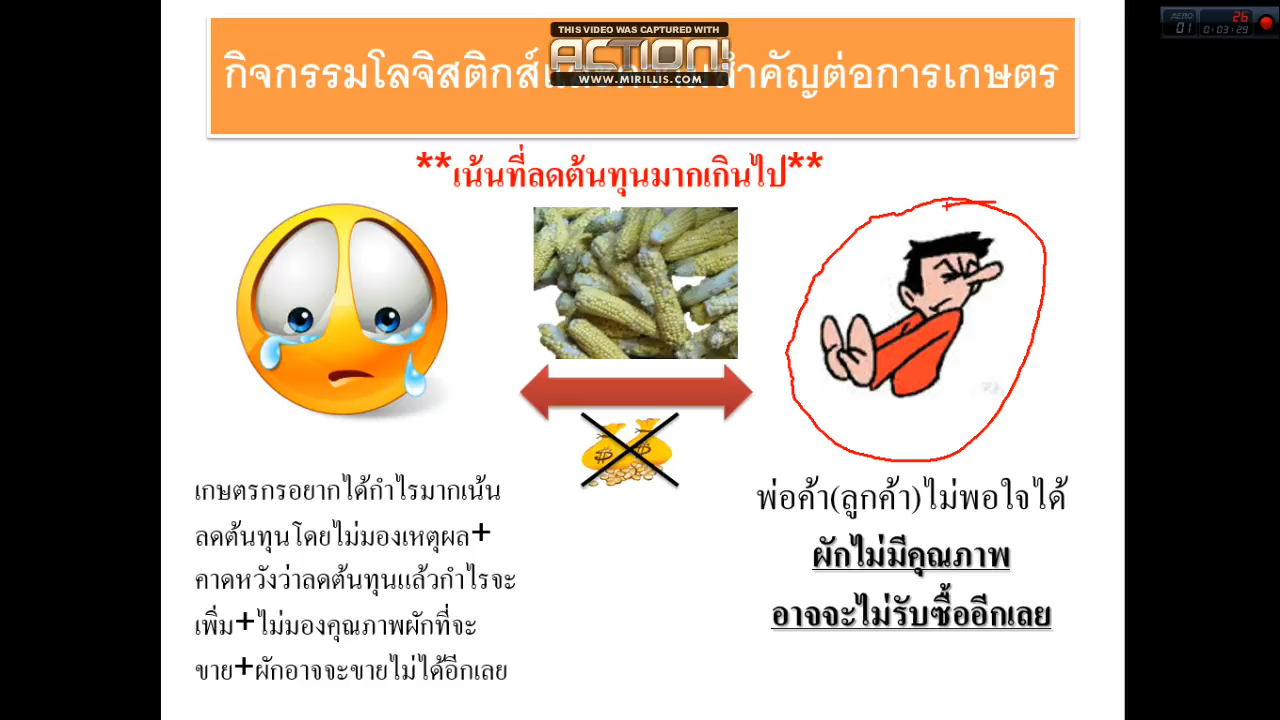 THIS VIDEO WAS CAPTURED WITH
ACTION!
WWW.MIRILLIS.COM
กิจกรรมโลจิสติกส์ สำคัญต่อการเกษตร
**เน้นที่ลดต้นทุนมากเกินไป**
เกษตรกรอยากได้กำไรมากเน้น
ลดต้นทุนโดยไม่มองเหตุผล+
คาดหวังว่าลดต้นทุนแล้วกำไรจะ
เพิ่ม+ไม่มองคุณภาพผักที่จะ
ขาย+ผักอาจจะขายไม่ได้อีกเลย
พ่อค้า(ลูกค้า)ไม่พอใจได้
ผักไม่มีคุณภาพ
อาจจะไม่รับซื้ออีกเลย
AERO
01
26
0:03:29